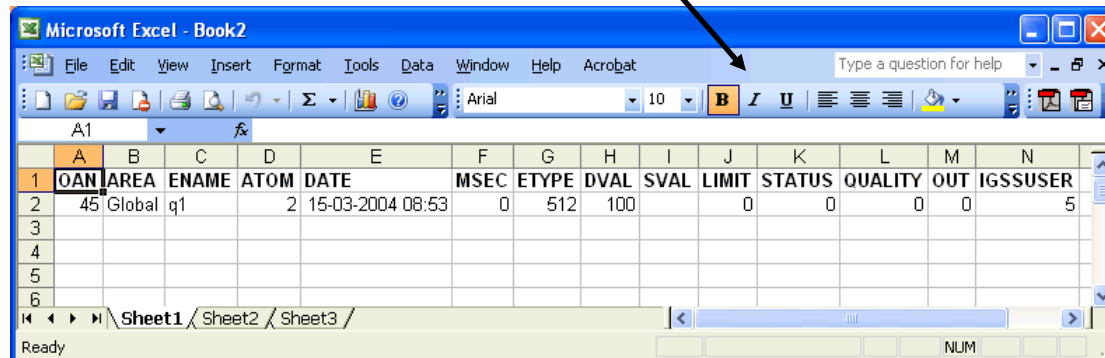 Microsoft Excel - Book2
File Edit View Insert Format Tools Data Window Help Acrobat Type a question for help
Arial 10 B I U
A1 fx
A B C D E F G H I J K L M N
1 OAN AREA ENAME ATOM DATE MSEC ETYPE DVAL SVAL LIMIT STATUS QUALITY OUT IGSSUSER
2 45 Global q1 2 15-03-2004 08:53 0 512 100 0 0 0 0 5
3
4
5
6
Sheet1 Sheet2 Sheet3
Ready NUM